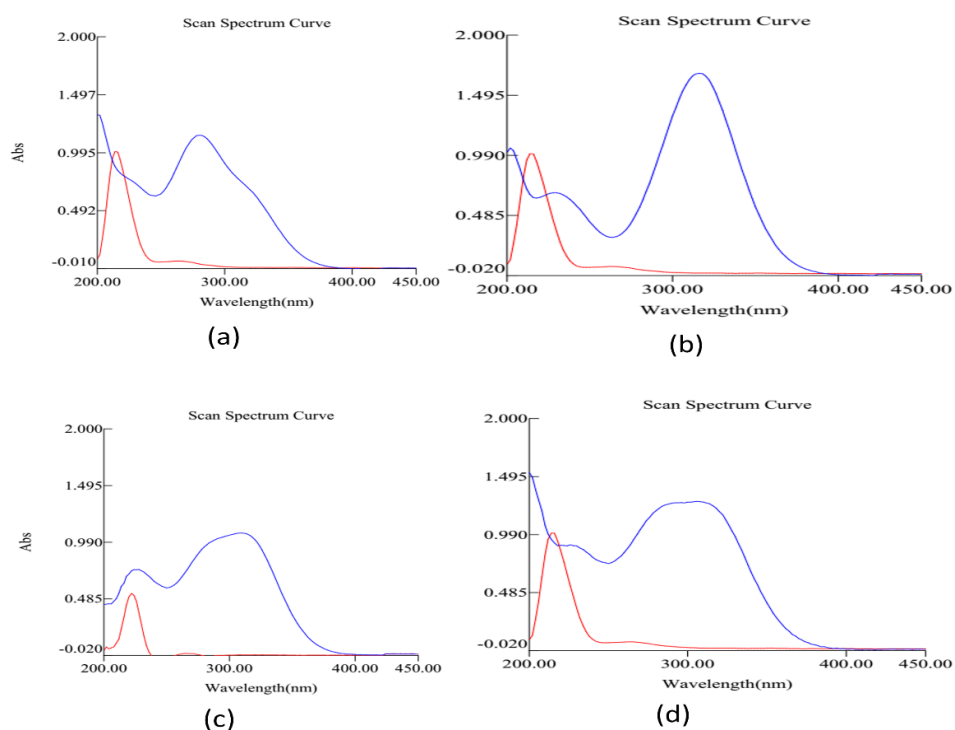 Scan Spectrum Curve
2.000
1.497
0.995
0.492
-0.010
Abs
200.00 300.00 400.00 450.00
Wavelength(nm)
(a)
Scan Spectrum Curve
2.000
1.495
0.990
0.485
-0.020
200.00 300.00 400.00 450.00
Wavelength(nm)
(b)
Scan Spectrum Curve
2.000
1.495
0.990
0.485
-0.020
Abs
200.00 300.00 400.00 450.00
Wavelength(nm)
(c)
Scan Spectrum Curve
2.000
1.495
0.990
0.485
-0.020
200.00 300.00 400.00 450.00
Wavelength(nm)
(d)